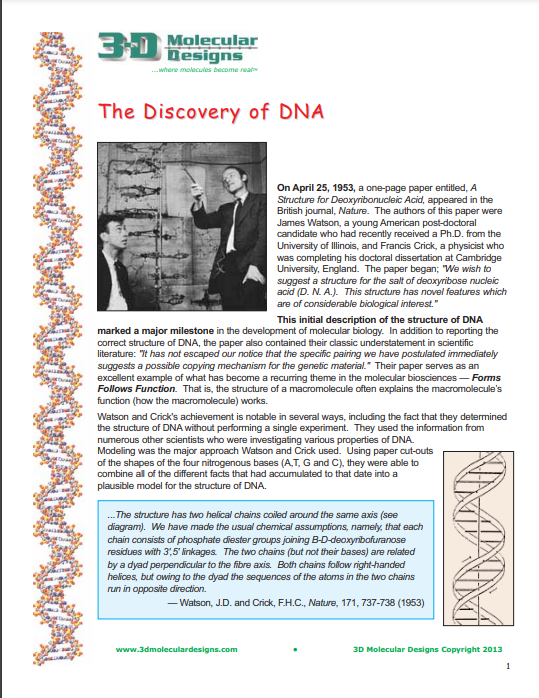 3-D Molecular
Designs
...where molecules become real™
The Discovery of DNA
On April 25, 1953, a one-page paper entitled, A
Structure for Deoxyribonucleic Acid, appeared in the
British journal, Nature. The authors of this paper were
James Watson, a young American post-doctoral
candidate who had recently received a Ph.D. from the
University of Illinois, and Francis Crick, a physicist who
was completing his doctoral dissertation at Cambridge
University, England. The paper began; "We wish to
suggest a structure for the salt of deoxyribose nucleic
acid (D. N. A.). This structure has novel features which
are of considerable biological interest."
This initial description of the structure of DNA
marked a major milestone in the development of molecular biology. In addition to reporting the
correct structure of DNA, the paper also contained their classic understatement in scientific
literature: "It has not escaped our notice that the specific pairing we have postulated immediately
suggests a possible copying mechanism for the genetic material." Their paper serves as an
excellent example of what has become a recurring theme in the molecular biosciences — Forms
Follows Function. That is, the structure of a macromolecule often explains the macromolecule's
function (how the macromolecule) works.
Watson and Crick's achievement is notable in several ways, including the fact that they determined
the structure of DNA without performing a single experiment. They used the information from
numerous other scientists who were investigating various properties of DNA.
Modeling was the major approach Watson and Crick used. Using paper cut-outs
of the shapes of the four nitrogenous bases (A,T, G and C), they were able to
combine all of the different facts that had accumulated to that date into a
plausible model for the structure of DNA.
...The structure has two helical chains coiled around the same axis (see
diagram). We have made the usual chemical assumptions, namely, that each
chain consists of phosphate diester groups joining B-D-deoxyribofuranose
residues with 3',5' linkages. The two chains (but not their bases) are related
by a dyad perpendicular to the fibre axis. Both chains follow right-handed
helices, but owing to the dyad the sequences of the atoms in the two chains
run in opposite direction.
— Watson, J.D. and Crick, F.H.C., Nature, 171, 737-738 (1953)
www.3dmoleculardesigns.com • 3D Molecular Designs Copyright 2013
1